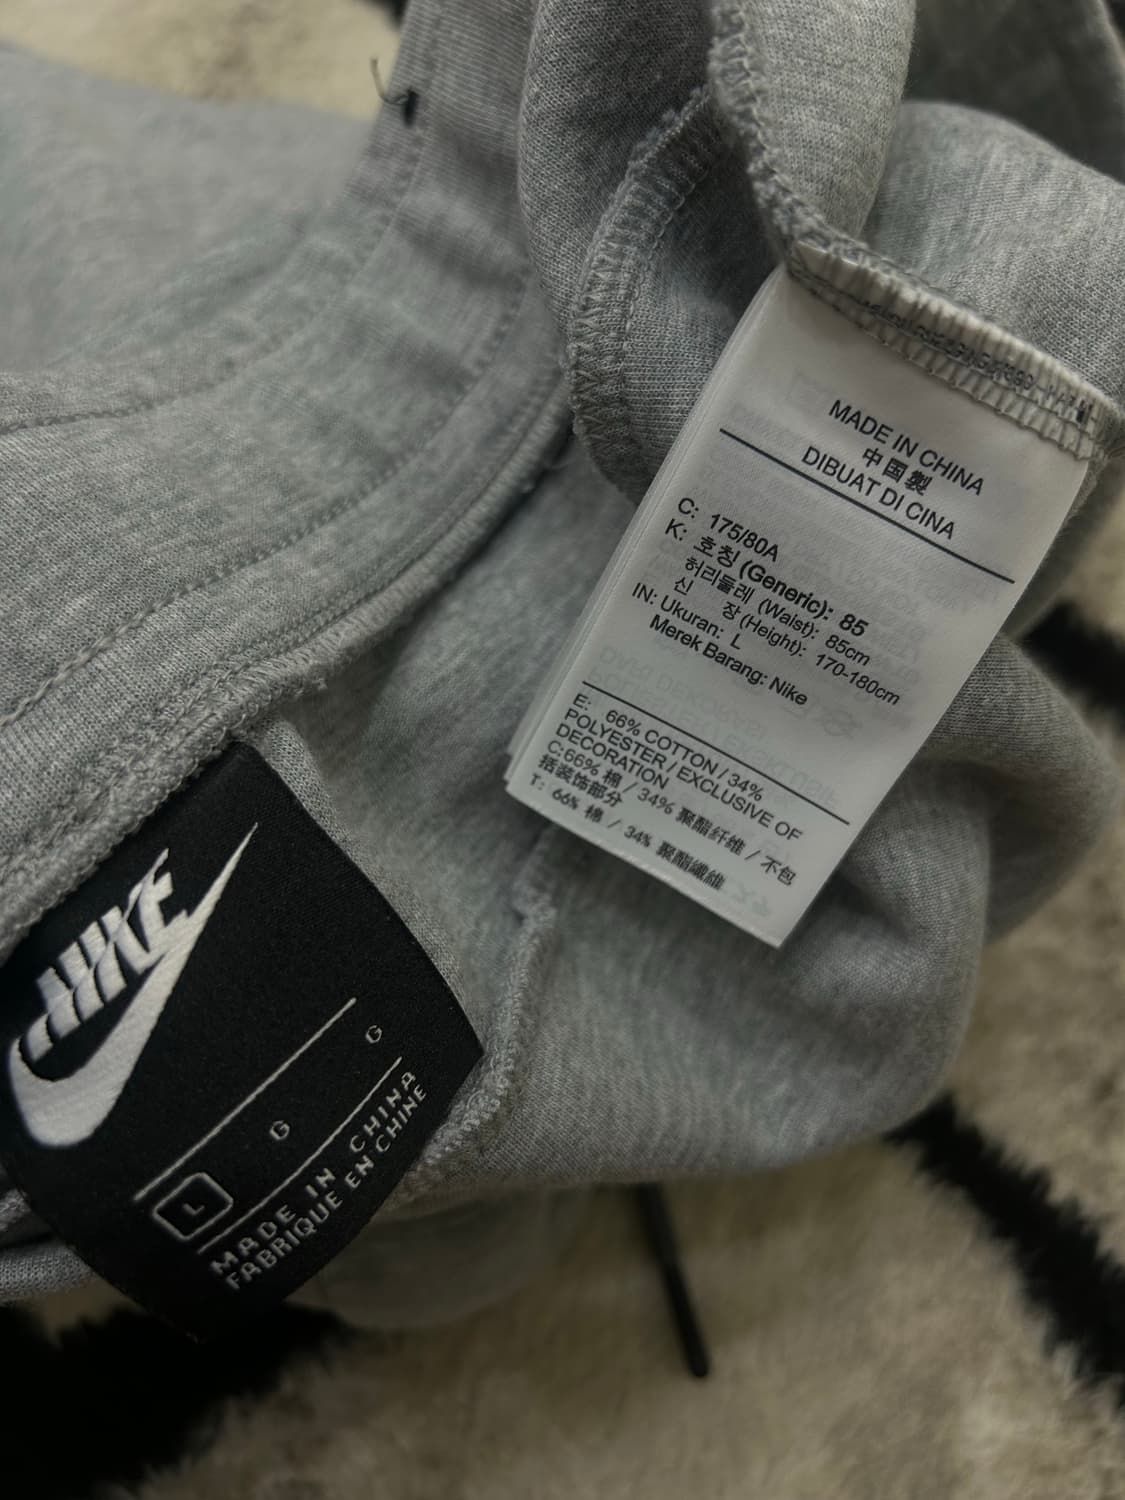 MADE IN CHINA
中国製
DIBUAT DI CINA
C: 175/80A
K: 호칭 (Generic): 85
허리둘레 (Waist): 85cm
신 장 (Height): 170-180cm
IN: Ukuran: L
Merek Barang: Nike
E: 66% COTTON / 34%
POLYESTER / EXCLUSIVE OF
DECORATION
C:66% 棉 / 34% 聚酯纤维 / 不包
括装饰部分
T: 66% 棉 / 34% 聚酯纖維
NIKE
L G G
MADE IN CHINA
FABRIQUE EN CHINE